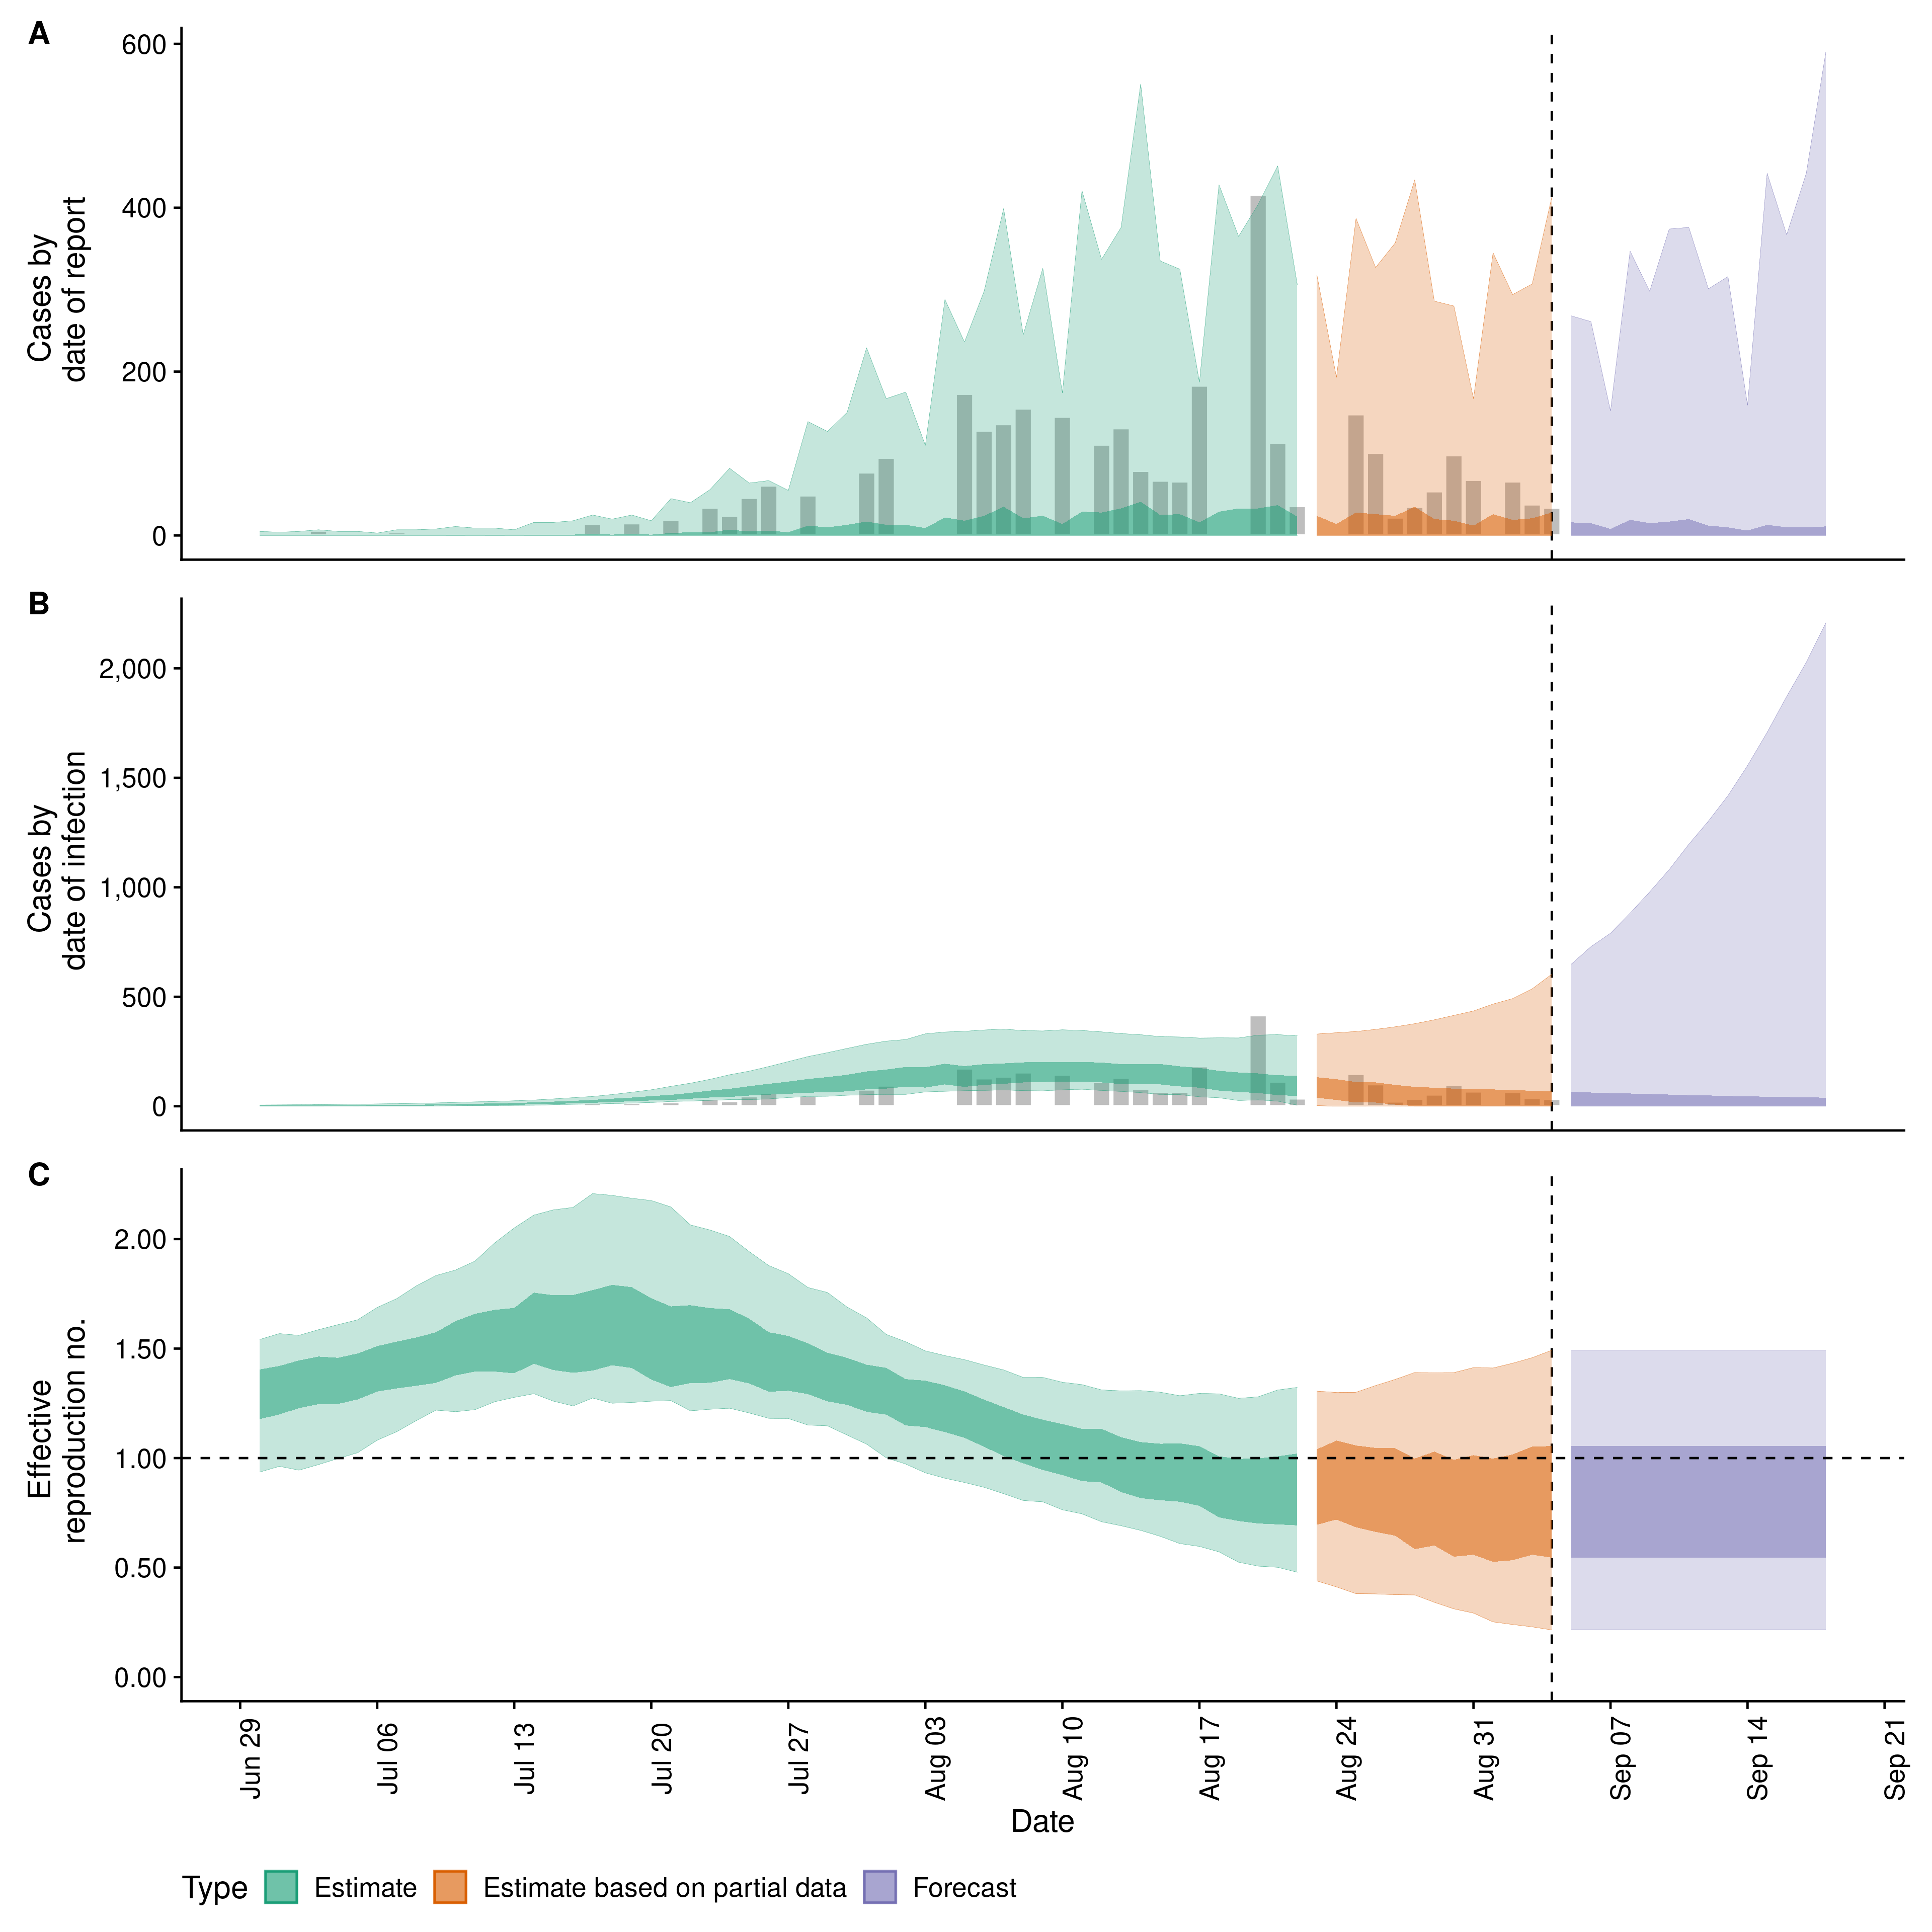 A
Cases by
date of report
600
400
200
0
B
Cases by
date of infection
2,000
1,500
1,000
500
0
C
Effective
reproduction no.
2.00
1.50
1.00
0.50
0.00
Jun 29
Jul 06
Jul 13
Jul 20
Jul 27
Aug 03
Aug 10
Aug 17
Aug 24
Aug 31
Sep 07
Sep 14
Sep 21
Date
Type Estimate Estimate based on partial data Forecast